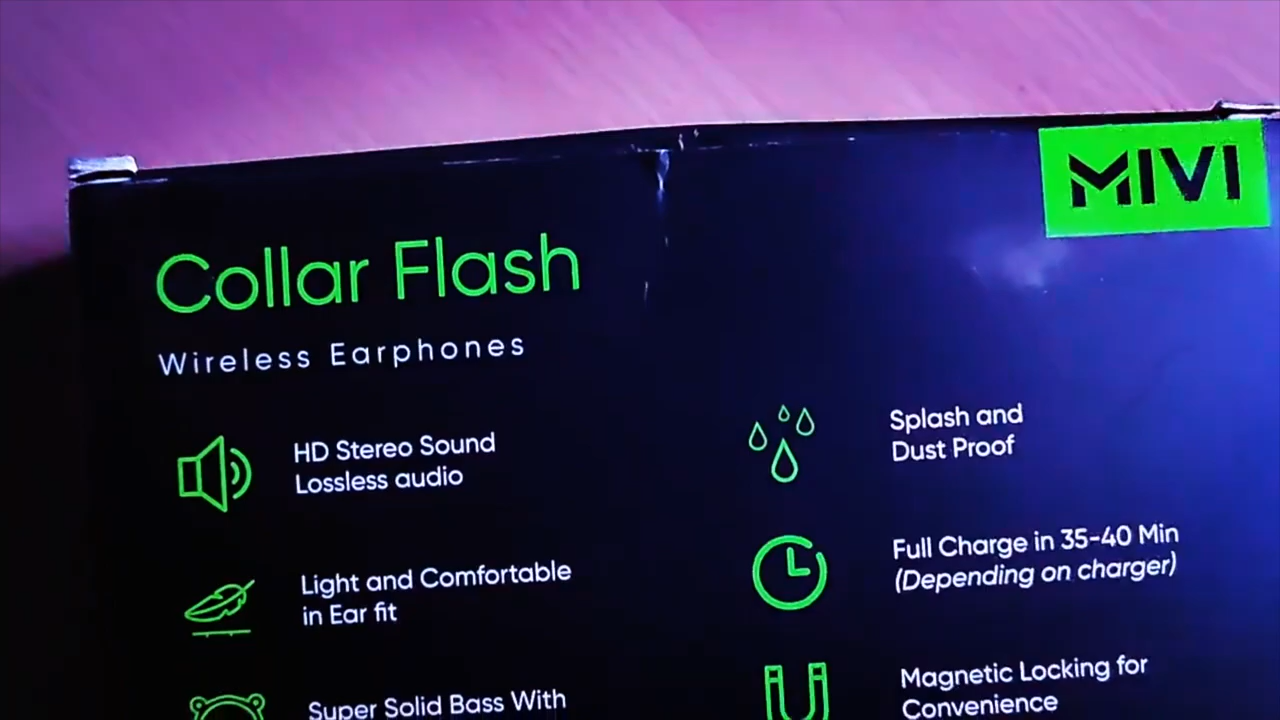 MIVI
Collar Flash
Wireless Earphones
HD Stereo Sound
Lossless audio
Splash and
Dust Proof
Light and Comfortable
in Ear fit
Full Charge in 35-40 Min
(Depending on charger)
Super Solid Bass With
Magnetic Locking for
Convenience